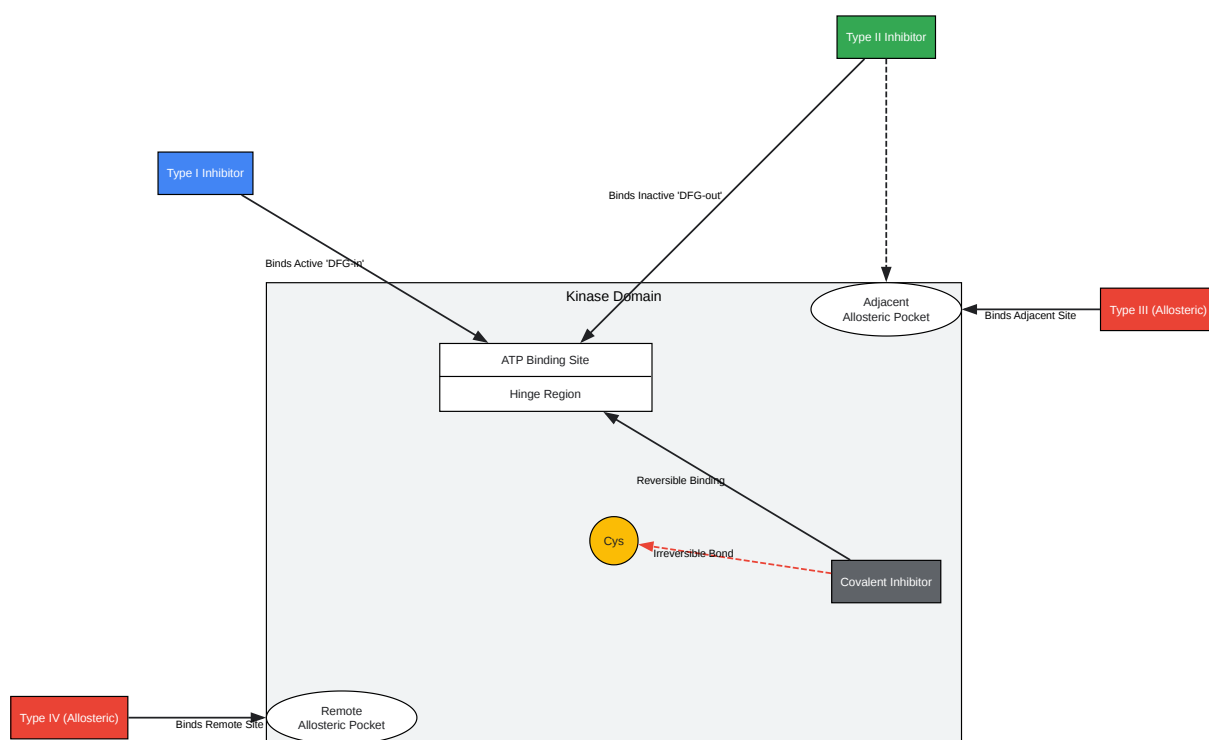 Type II Inhibitor
Type I Inhibitor
Binds Inactive 'DFG-out'
Binds Active 'DFG-in'
Kinase Domain
Adjacent
Allosteric Pocket
Binds Adjacent Site
Type III (Allosteric)
ATP Binding Site
Hinge Region
Reversible Binding
Cys
Irreversible Bond
Covalent Inhibitor
Type IV (Allosteric)
Binds Remote Site
Remote
Allosteric Pocket